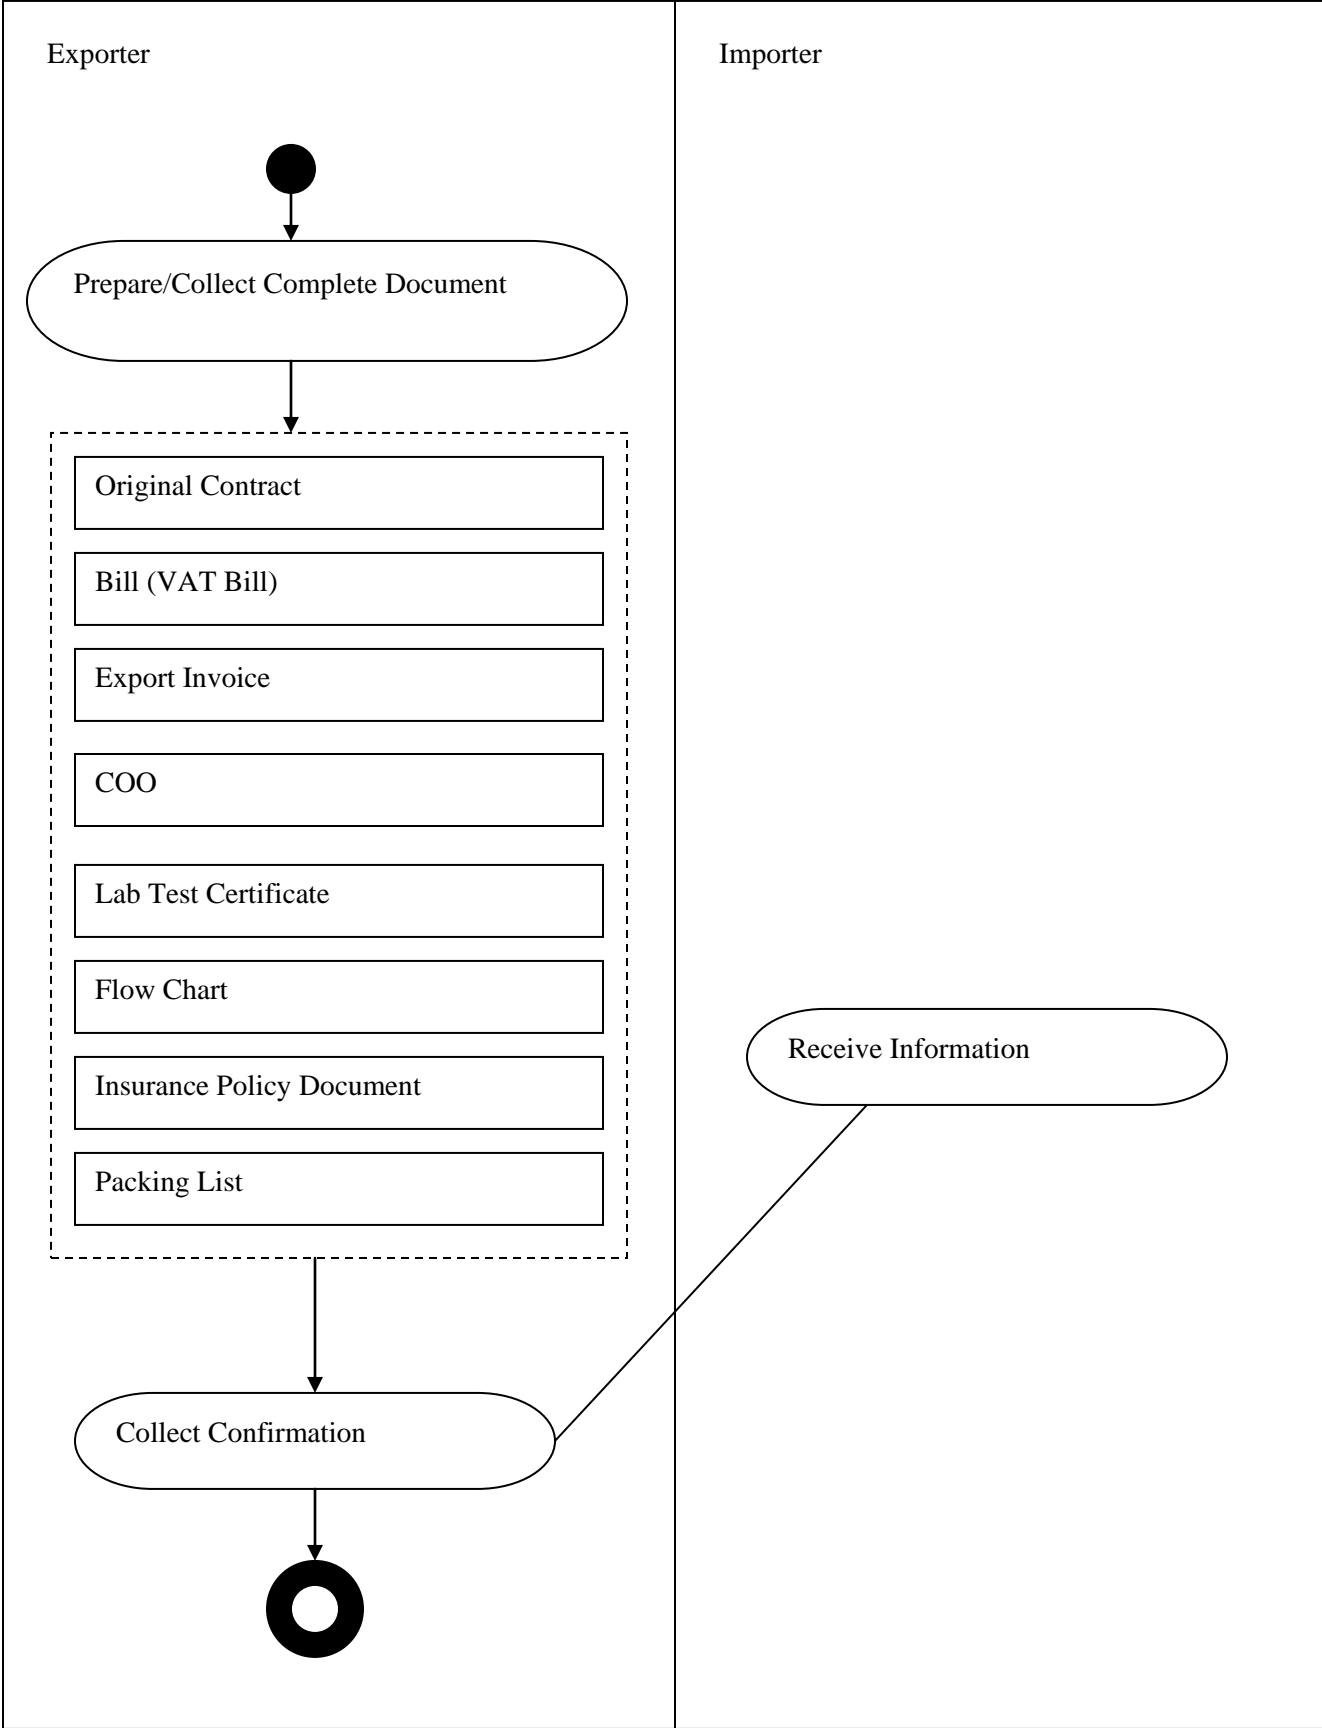 Exporter
Importer
Prepare/Collect Complete Document
Original Contract
Bill (VAT Bill)
Export Invoice
COO
Lab Test Certificate
Flow Chart
Receive Information
Insurance Policy Document
Packing List
Collect Confirmation